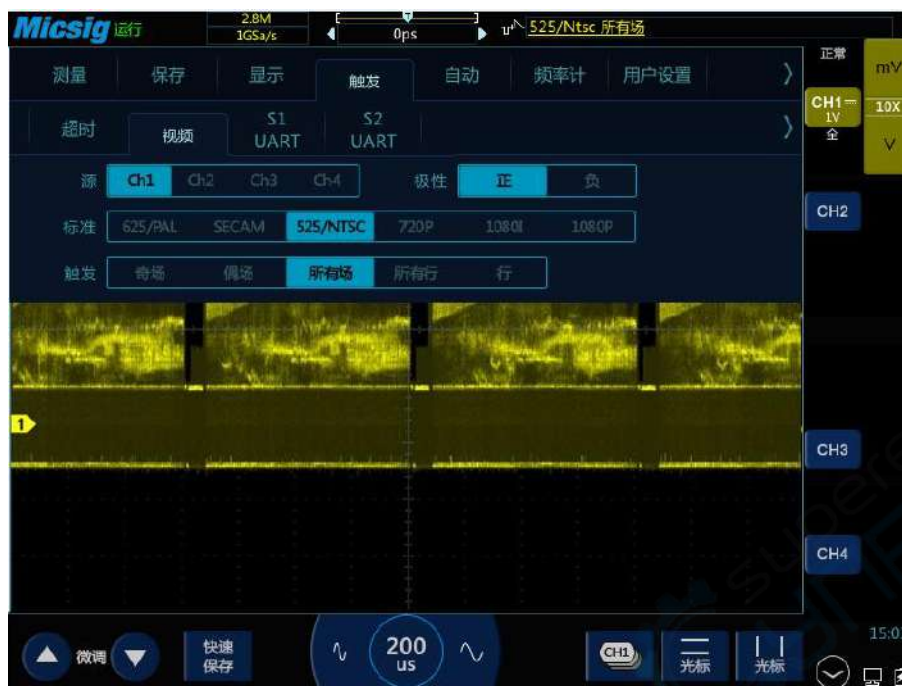 Micsig 运行 2.8M 1GSa/s 0ps 525/Ntsc 所有场
正常
测量 保存 显示 触发 自动 频率计 用户设置
mV
CH1 1V 全 10X V
超时 视频 S1 UART S2 UART
源 Ch1 Ch2 Ch3 Ch4 极性 正 负
标准 625/PAL SECAM 525/NTSC 720P 1080I 1080P
CH2
触发 奇场 偶场 所有场 所有行 行
1
CH3
CH4
微调 快速保存 200 us CH1 光标 光标